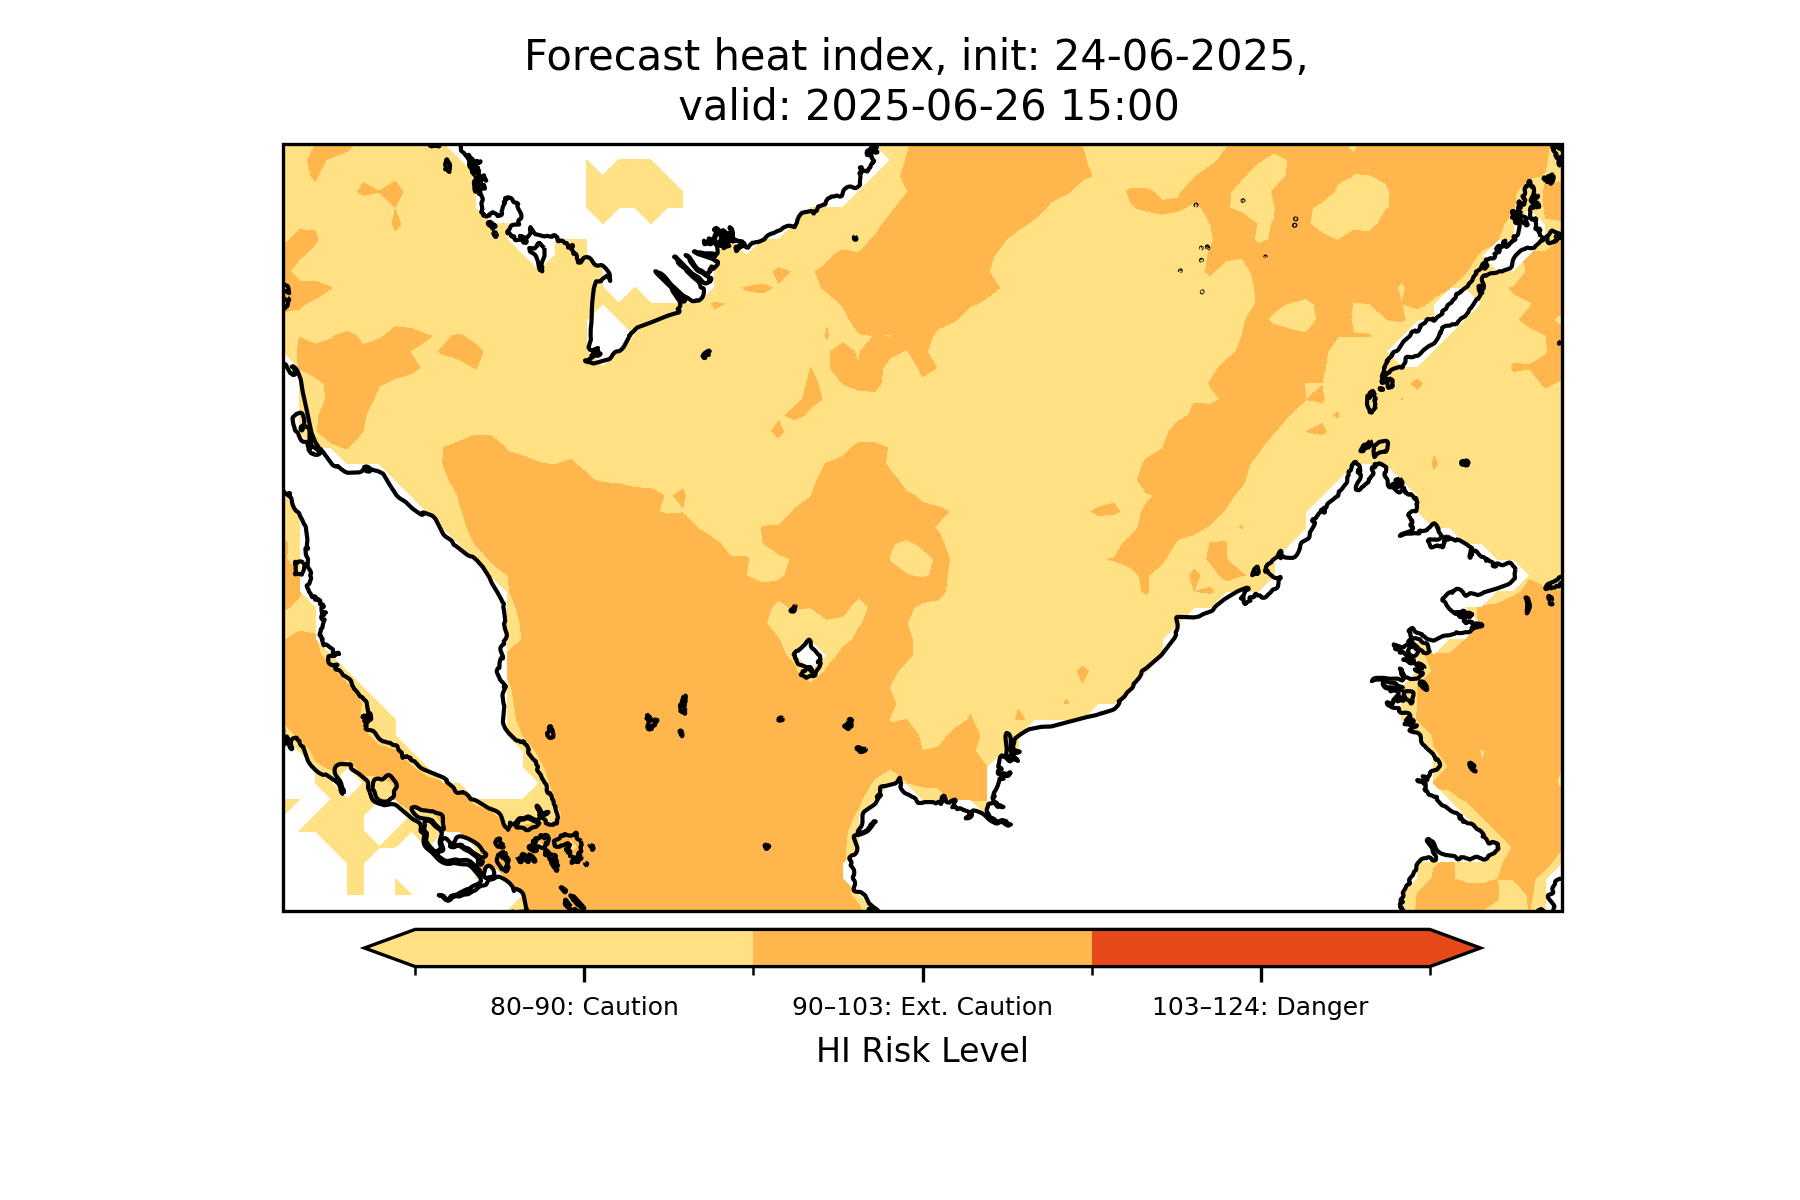 Forecast heat index, init: 24-06-2025,
valid: 2025-06-26 15:00
80–90: Caution
90–103: Ext. Caution
103–124: Danger
HI Risk Level